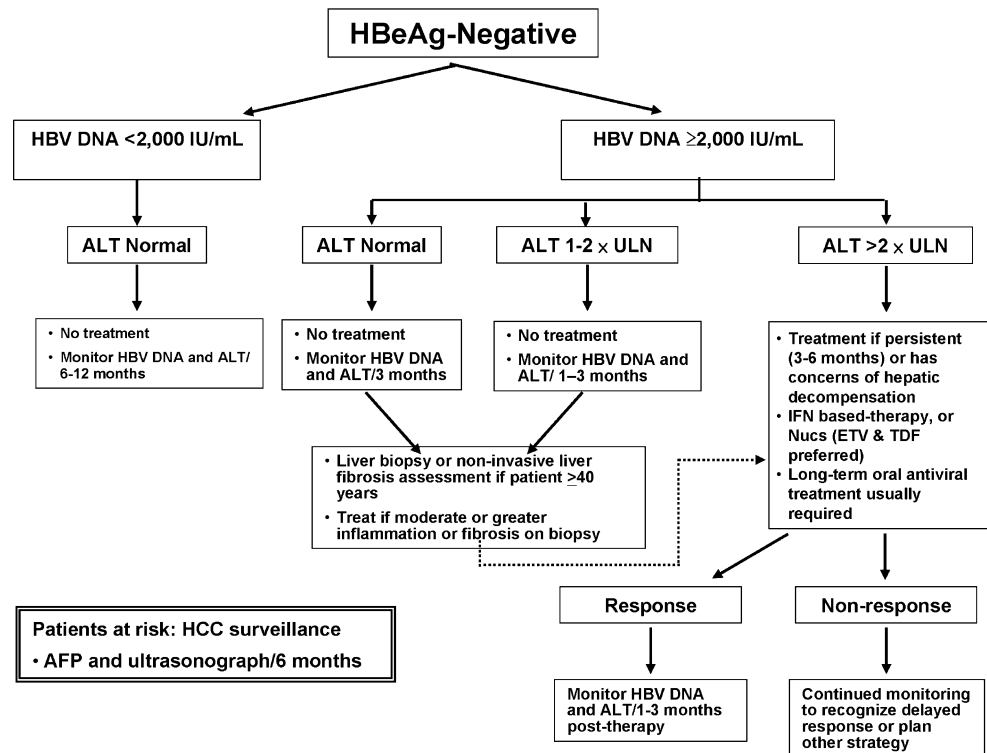 HBeAg-Negative
HBV DNA <2,000 IU/mL
HBV DNA ≥2,000 IU/mL
ALT Normal
ALT Normal
ALT 1-2 × ULN
ALT >2 × ULN
• No treatment
• Monitor HBV DNA and ALT/
6-12 months
• No treatment
• Monitor HBV DNA
and ALT/3 months
• No treatment
• Monitor HBV DNA and
ALT/ 1–3 months
• Treatment if persistent
(3-6 months) or has
concerns of hepatic
decompensation
• IFN based-therapy, or
Nucs (ETV & TDF
preferred)
• Long-term oral antiviral
treatment usually
required
• Liver biopsy or non-invasive liver
fibrosis assessment if patient ≥40
years
• Treat if moderate or greater
inflammation or fibrosis on biopsy
Response
Non-response
Patients at risk: HCC surveillance
• AFP and ultrasonograph/6 months
Monitor HBV DNA
and ALT/1-3 months
post-therapy
Continued monitoring
to recognize delayed
response or plan
other strategy